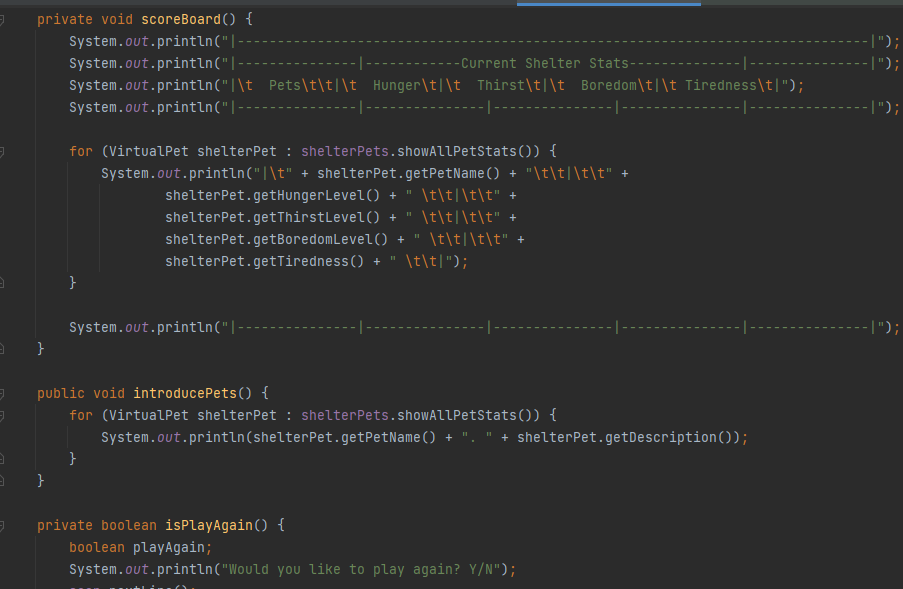 private void scoreBoard() {
System.out.println("|-------------------------------------------------------------------------------|");
System.out.println("|---------------|------------Current Shelter Stats--------------|---------------|");
System.out.println("|\t  Pets\t\t|\t  Hunger\t|\t  Thirst\t|\t  Boredom\t|\t Tiredness\t|");
System.out.println("|---------------|---------------|---------------|---------------|---------------|");
for (VirtualPet shelterPet : shelterPets.showAllPetStats()) {
System.out.println("|\t" + shelterPet.getPetName() + "\t\t|\t\t" +
shelterPet.getHungerLevel() + " \t\t|\t\t" +
shelterPet.getThirstLevel() + " \t\t|\t\t" +
shelterPet.getBoredomLevel() + " \t\t|\t\t" +
shelterPet.getTiredness() + " \t\t|");
}
System.out.println("|---------------|---------------|---------------|---------------|---------------|");
}
public void introducePets() {
for (VirtualPet shelterPet : shelterPets.showAllPetStats()) {
System.out.println(shelterPet.getPetName() + ". " + shelterPet.getDescription());
}
}
private boolean isPlayAgain() {
boolean playAgain;
System.out.println("Would you like to play again? Y/N");